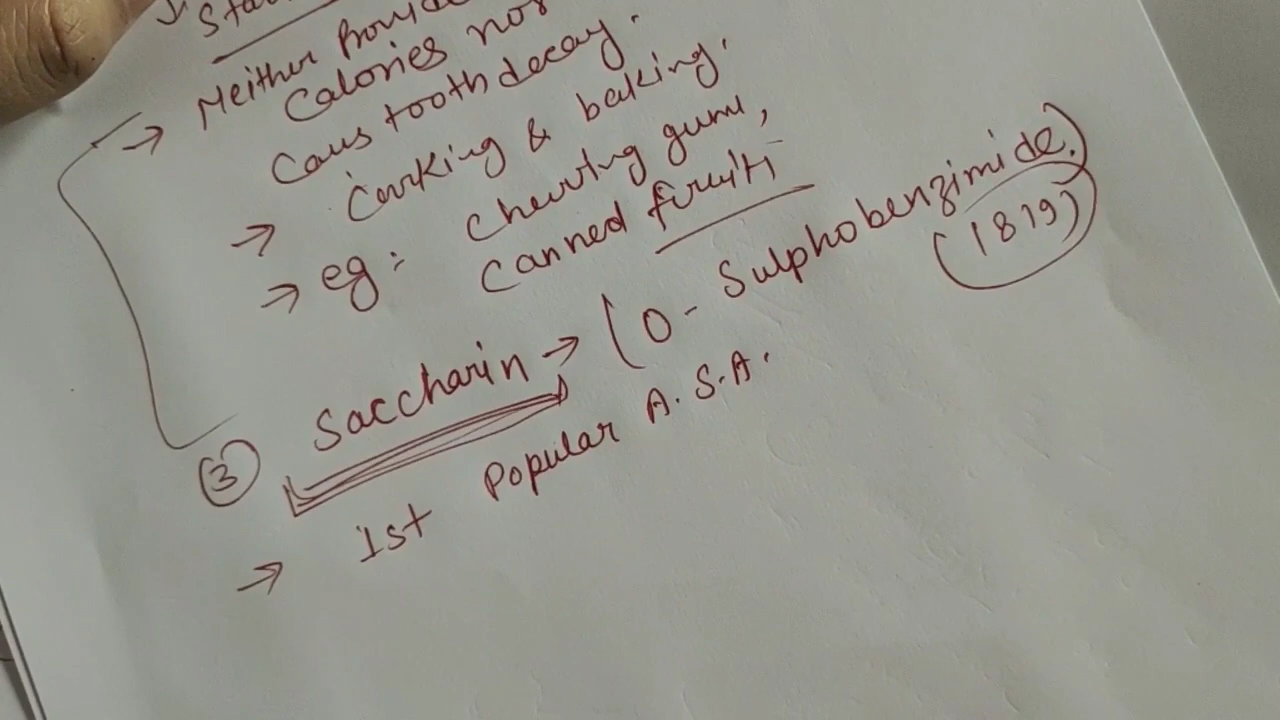 Neither Provide
Calories nor
Caus tooth decay.
→ Cooking & baking.
→ eg: Chewing gum,
Canned fruits
③ Saccharin → (O-Sulphobenzimide.)
(1879)
→ 1st Popular A.S.A.